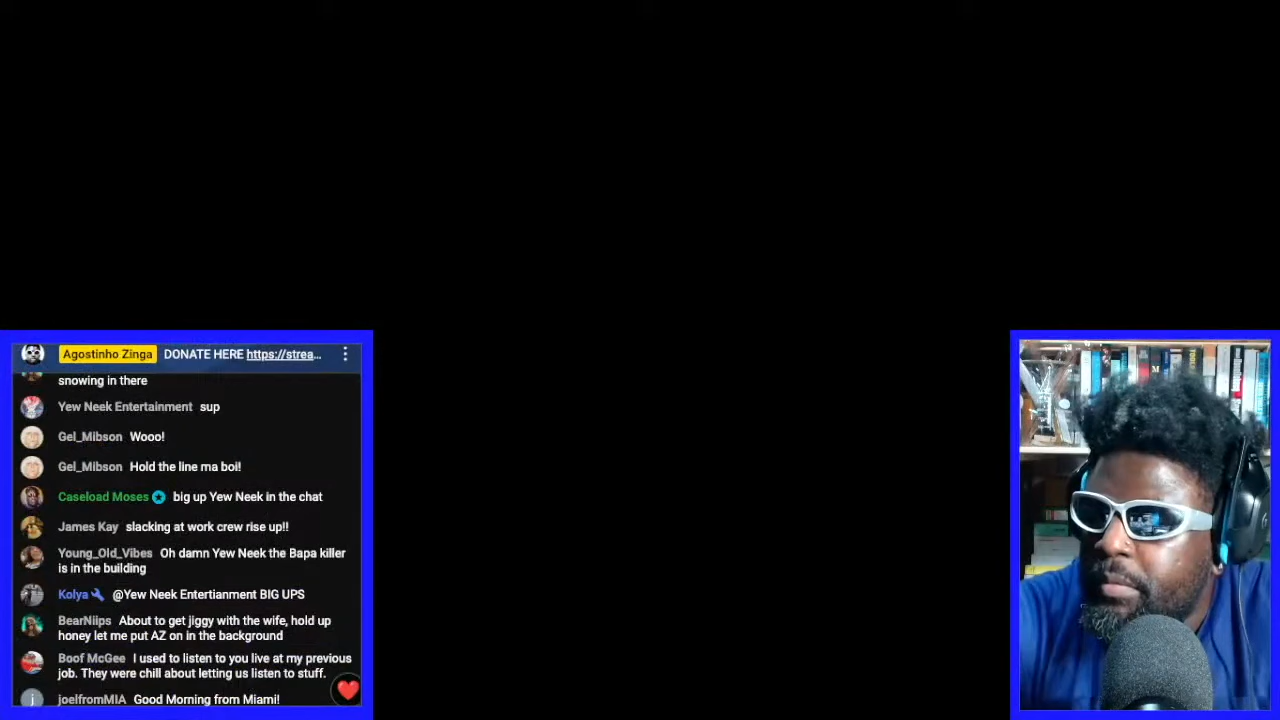 Agostinho Zinga DONATE HERE https://strea...
snowing in there
Yew Neek Entertainment sup
Gel_Mibson Wooo!
Gel_Mibson Hold the line ma boi!
Caseload Moses big up Yew Neek in the chat
James Kay slacking at work crew rise up!!
Young_Old_Vibes Oh damn Yew Neek the Bapa killer
is in the building
Kolya @Yew Neek Entertianment BIG UPS
BearNiips About to get jiggy with the wife, hold up
honey let me put AZ on in the background
Boof McGee I used to listen to you live at my previous
job. They were chill about letting us listen to stuff.
j joelfromMIA Good Morning from Miami!